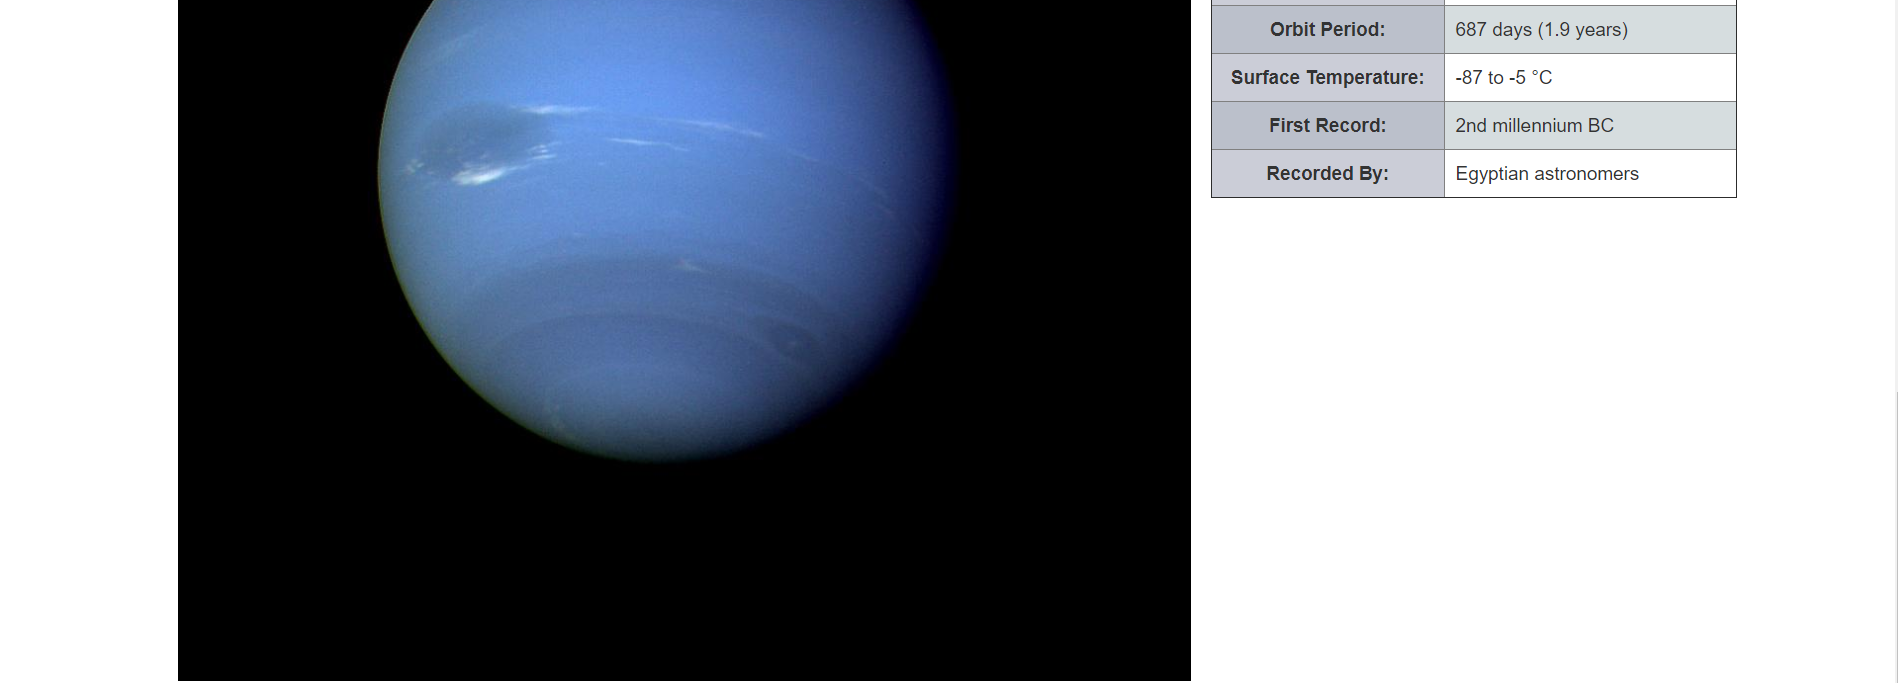 Orbit Period: 687 days (1.9 years)
Surface Temperature: -87 to -5 °C
First Record: 2nd millennium BC
Recorded By: Egyptian astronomers